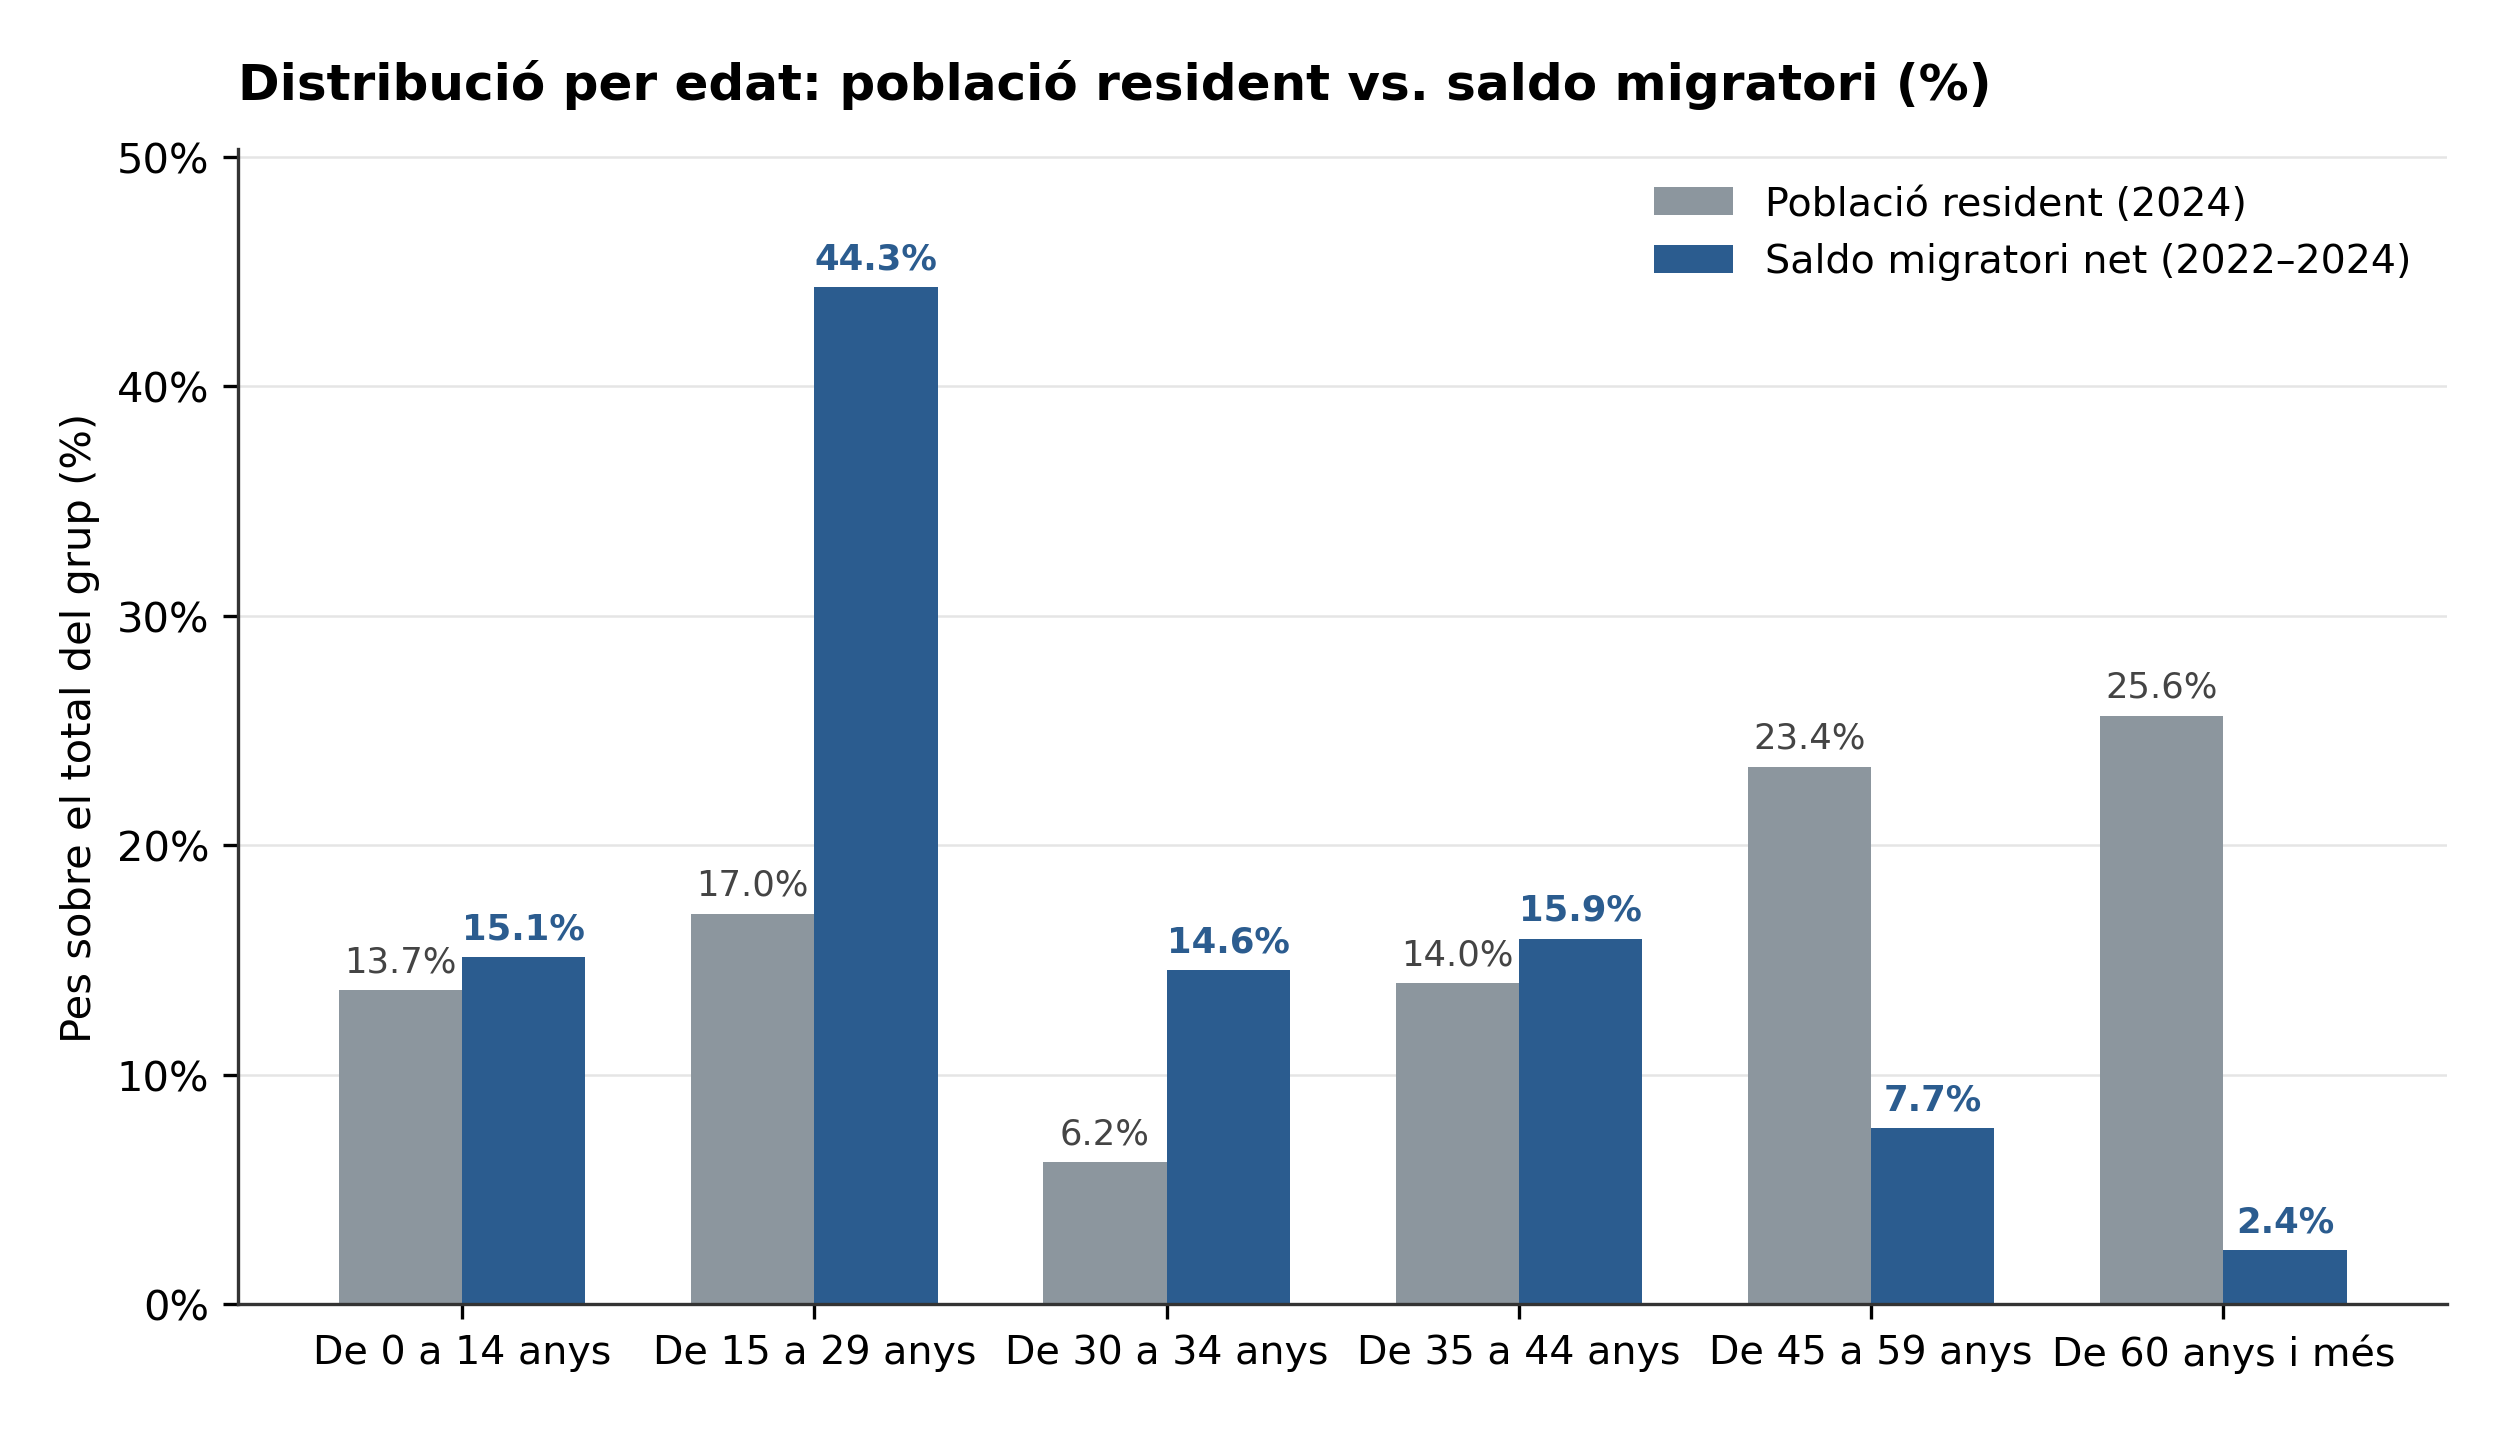 Distribució per edat: població resident vs. saldo migratori (%)
Població resident (2024)
Saldo migratori net (2022–2024)
Pes sobre el total del grup (%)
50%
40%
30%
20%
10%
0%
13.7%
15.1%
17.0%
44.3%
6.2%
14.6%
14.0%
15.9%
23.4%
7.7%
25.6%
2.4%
De 0 a 14 anys
De 15 a 29 anys
De 30 a 34 anys
De 35 a 44 anys
De 45 a 59 anys
De 60 anys i més